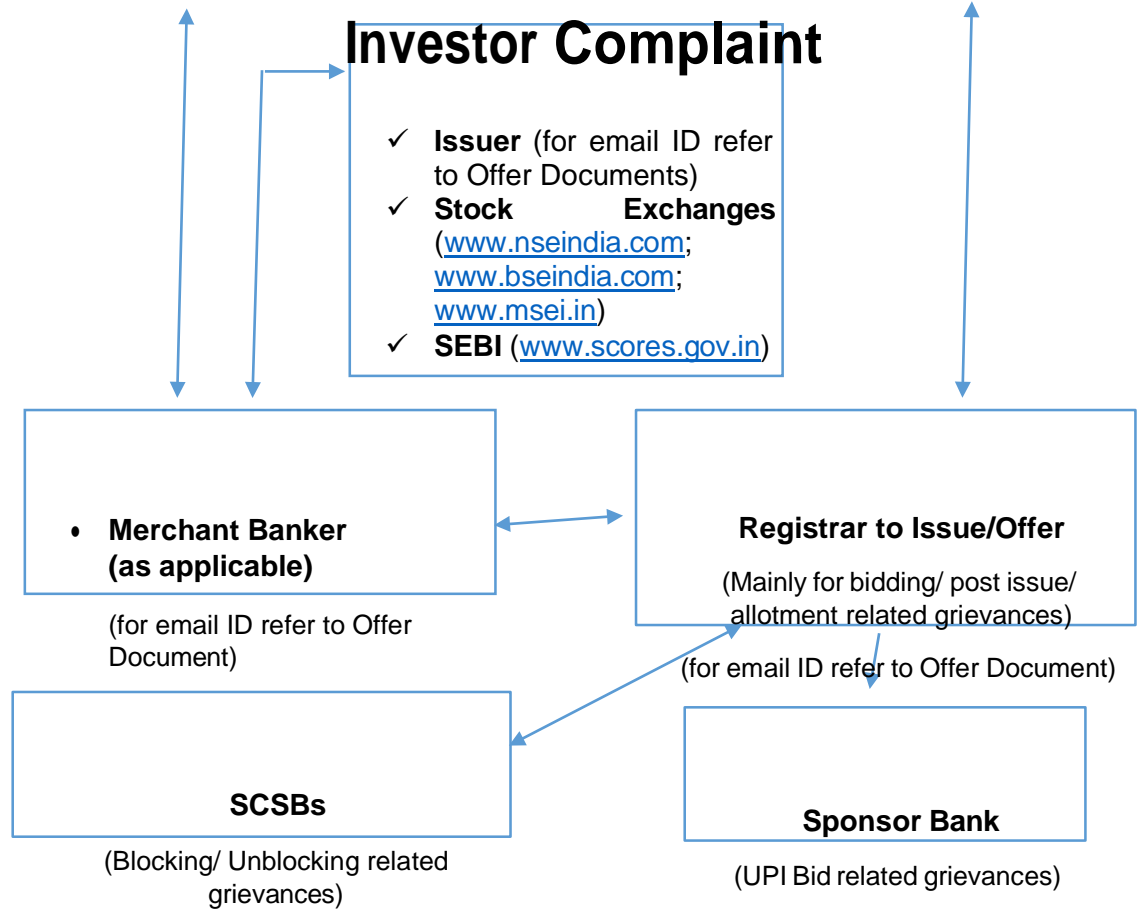 Investor Complaint
✓ Issuer (for email ID refer
to Offer Documents)
✓ Stock Exchanges
(www.nseindia.com;
www.bseindia.com;
www.msei.in)
✓ SEBI (www.scores.gov.in)
• Merchant Banker
(as applicable)
(for email ID refer to Offer
Document)
Registrar to Issue/Offer
(Mainly for bidding/ post issue/
allotment related grievances)
(for email ID refer to Offer Document)
SCSBs
(Blocking/ Unblocking related
grievances)
Sponsor Bank
(UPI Bid related grievances)